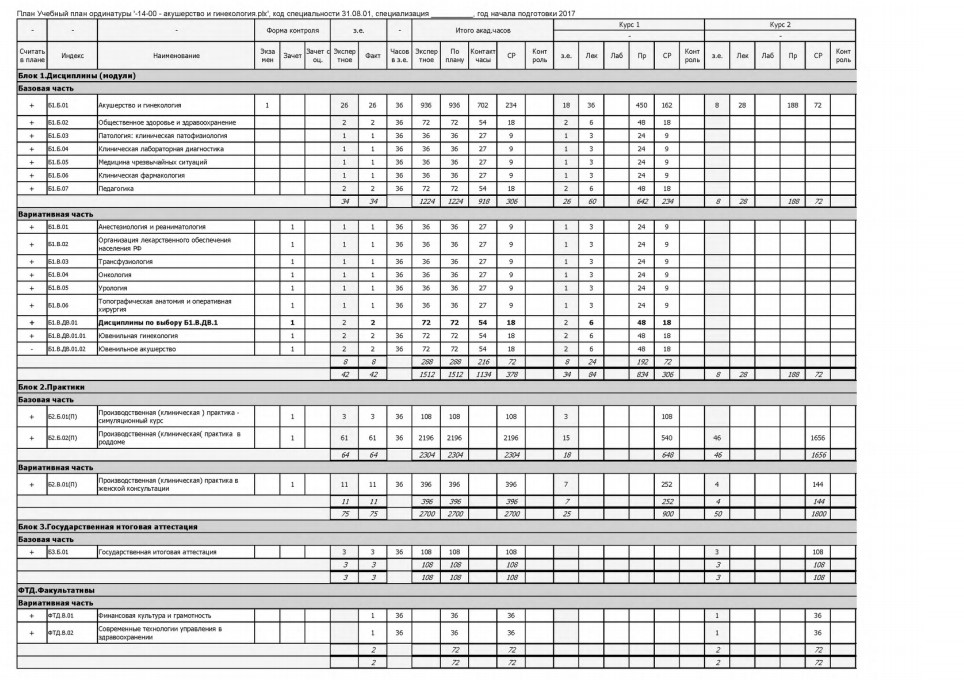 План Учебный план ординатуры '-14-00 - акушерство и гинекология.plx', код специальности 31.08.01, специализация __________, год начала подготовки 2017
- - - Форма контроля з.е. - Итого акад.часов Курс 1 Курс 2
- -
Считать в плане Индекс Наименование Экза мен Зачет Зачет с оц. Экспер тное Факт Часов в з.е. Экспер тное По плану Контакт часы СР Конт роль з.е. Лек Лаб Пр СР Конт роль з.е. Лек Лаб Пр СР Конт роль
Блок 1.Дисциплины (модули)
Базовая часть
+ Б1.Б.01 Акушерство и гинекология 1 26 26 36 936 936 702 234 18 36 450 162 8 28 188 72
+ Б1.Б.02 Общественное здоровье и здравоохранение 2 2 36 72 72 54 18 2 6 48 18
+ Б1.Б.03 Патология: клиническая патофизиология 1 1 36 36 36 27 9 1 3 24 9
+ Б1.Б.04 Клиническая лабораторная диагностика 1 1 36 36 36 27 9 1 3 24 9
+ Б1.Б.05 Медицина чрезвычайных ситуаций 1 1 36 36 36 27 9 1 3 24 9
+ Б1.Б.06 Клиническая фармакология 1 1 36 36 36 27 9 1 3 24 9
+ Б1.Б.07 Педагогика 2 2 36 72 72 54 18 2 6 48 18
34 34 1224 1224 918 306 26 60 642 234 8 28 188 72
Вариативная часть
+ Б1.В.01 Анестезиология и реаниматология 1 1 1 36 36 36 27 9 1 3 24 9
+ Б1.В.02 Организация лекарственного обеспечения населения РФ 1 1 1 36 36 36 27 9 1 3 24 9
+ Б1.В.03 Трансфузиология 1 1 1 36 36 36 27 9 1 3 24 9
+ Б1.В.04 Онкология 1 1 1 36 36 36 27 9 1 3 24 9
+ Б1.В.05 Урология 1 1 1 36 36 36 27 9 1 3 24 9
+ Б1.В.06 Топографическая анатомия и оперативная хирургия 1 1 1 36 36 36 27 9 1 3 24 9
+ Б1.В.ДВ.01 Дисциплины по выбору Б1.В.ДВ.1 1 2 2 72 72 54 18 2 6 48 18
+ Б1.В.ДВ.01.01 Ювенильная гинекология 1 2 2 36 72 72 54 18 2 6 48 18
- Б1.В.ДВ.01.02 Ювенильное акушерство 1 2 2 36 72 72 54 18 2 6 48 18
8 8 288 288 216 72 8 24 192 72
42 42 1512 1512 1134 378 34 84 834 306 8 28 188 72
Блок 2.Практики
Базовая часть
+ Б2.Б.01(П) Производственная (клиническая ) практика - симуляционный курс 1 3 3 36 108 108 108 3 108
+ Б2.Б.02(П) Производственная (клиническая( практика в роддоме 1 61 61 36 2196 2196 2196 15 540 46 1656
64 64 2304 2304 2304 18 648 46 1656
Вариативная часть
+ Б2.В.01(П) Производственная (клиническая) практика в женской консультации 1 11 11 36 396 396 396 7 252 4 144
11 11 396 396 396 7 252 4 144
75 75 2700 2700 2700 25 900 50 1800
Блок 3.Государственная итоговая аттестация
Базовая часть
+ Б3.Б.01 Государственная итоговая аттестация 3 3 36 108 108 108 3 108
3 3 108 108 108 3 108
3 3 108 108 108 3 108
ФТД.Факультативы
Вариативная часть
+ ФТД.В.01 Финансовая культура и грамотность 1 36 36 36 1 36
+ ФТД.В.02 Современные технологии управления в здравоохранении 1 36 36 36 1 36
2 72 72 2 72
2 72 72 2 72